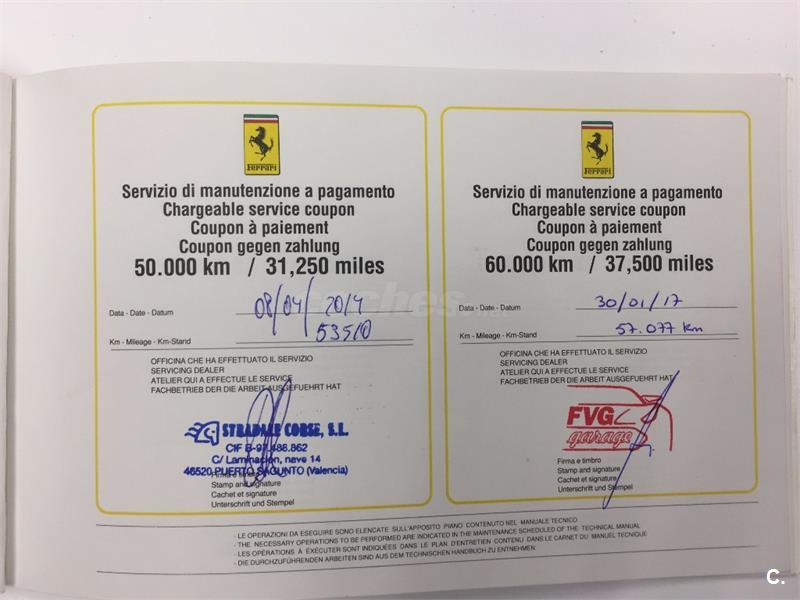 Ferrari
Servizio di manutenzione a pagamento
Chargeable service coupon
Coupon à paiement
Coupon gegen zahlung
50.000 km / 31,250 miles
Data - Date - Datum 08/04/2014
Km - Mileage - Km-Stand 53510
OFFICINA CHE HA EFFETTUATO IL SERVIZIO
SERVICING DEALER
ATELIER QUI A EFFECTUE LE SERVICE
FACHBETRIEB DER DIE ARBEIT AUSGEFUEHRT HAT
STRADALE CORSE, S.L.
CIF B-97.488.862
C/ Laminación, nave 14
46520 PUERTO SAGUNTO (Valencia)
Firma e timbro
Stamp and signature
Cachet et signature
Unterschrift und Stempel
Ferrari
Servizio di manutenzione a pagamento
Chargeable service coupon
Coupon à paiement
Coupon gegen zahlung
60.000 km / 37,500 miles
Data - Date - Datum 30/01/17
Km - Mileage - Km-Stand 57.077 km
OFFICINA CHE HA EFFETTUATO IL SERVIZIO
SERVICING DEALER
ATELIER QUI A EFFECTUE LE SERVICE
FACHBETRIEB DER DIE ARBEIT AUSGEFUEHRT HAT
FVG
garage
Firma e timbro
Stamp and signature
Cachet et signature
Unterschrift und Stempel
- LE OPERAZIONI DA ESEGUIRE SONO ELENCATE SULL'APPOSITO PIANO CONTENUTO NEL MANUALE TECNICO
- THE NECESSARY OPERATIONS TO BE PERFORMED ARE INDICATED IN THE MAINTENANCE SCHEDULED OF THE TECHNICAL MANUAL
- LES OPÉRATIONS À EXÉCUTER SONT INDIQUÉES DANS LE PLAN D'ENTRETIEN CONTENU DANS LE CARNET DU MANUEL TECNIQUE
- DIE DURCHZUFÜHRENDEN ARBEITEN SIND AUS DEM TECHNISCHEN HANDBUCH ZU ENTNEHMEN
coches
C.